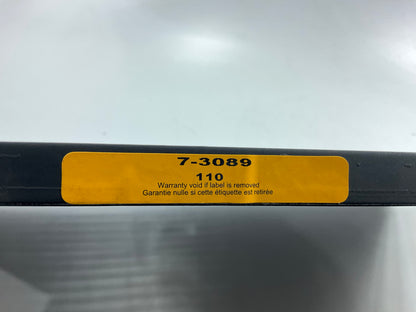 7-3089
110
Warranty void if label is removed
Garantie nulle si cette étiquette est retirée